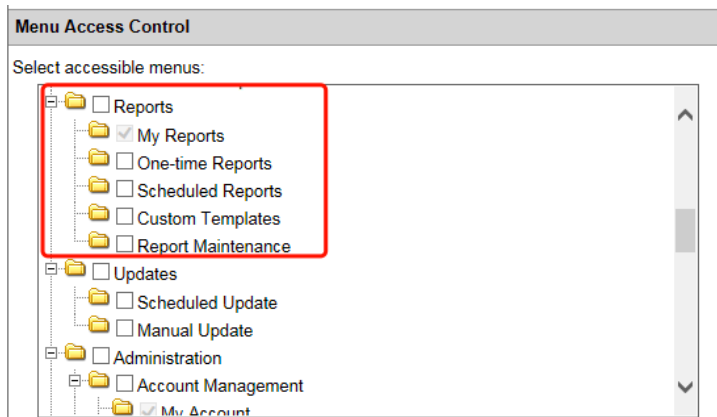 Menu Access Control
Select accessible menus:
Reports
My Reports
One-time Reports
Scheduled Reports
Custom Templates
Report Maintenance
Updates
Scheduled Update
Manual Update
Administration
Account Management
My Account